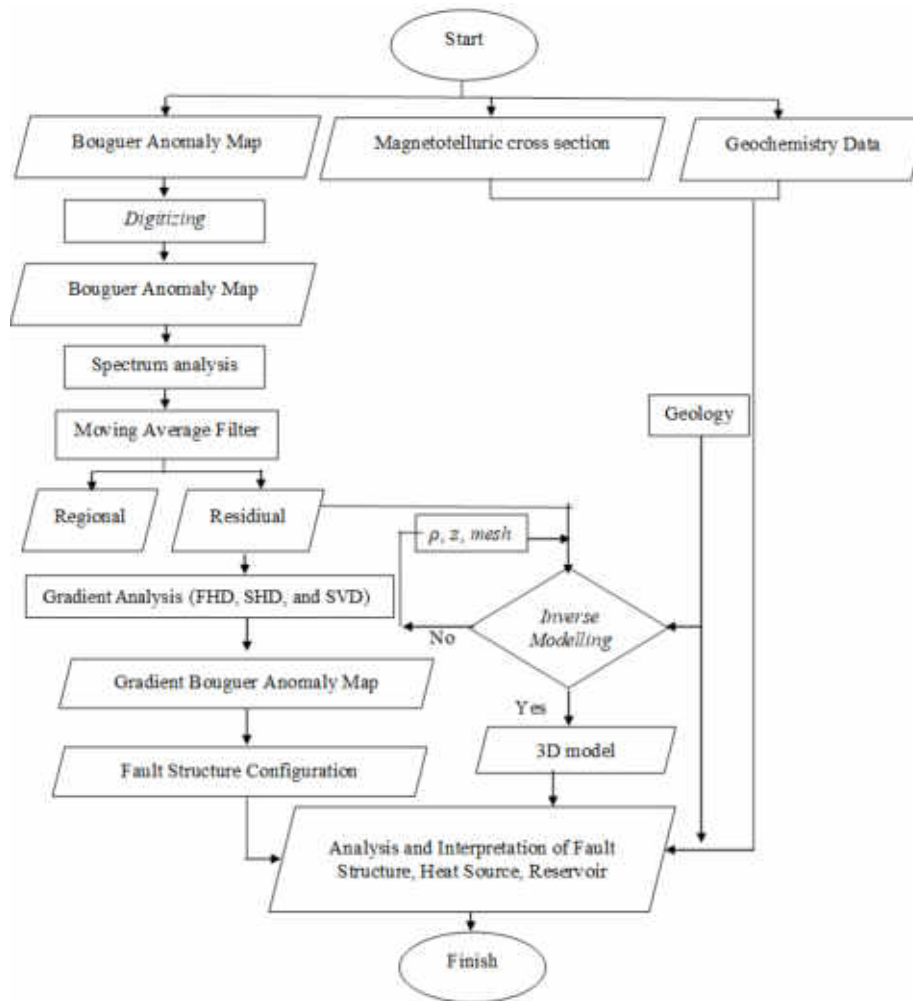 Start
Bouguer Anomaly Map
Magnetotelluric cross section
Geochemistry Data
Digitizing
Bouguer Anomaly Map
Spectrum analysis
Moving Average Filter
Geology
Regional
Residiual
ρ, z, mesh
Gradient Analysis (FHD, SHD, and SVD)
Inverse
Modelling
No
Gradient Bouguer Anomaly Map
Yes
3D model
Fault Structure Configuration
Analysis and Interpretation of Fault
Structure, Heat Source, Reservoir
Finish